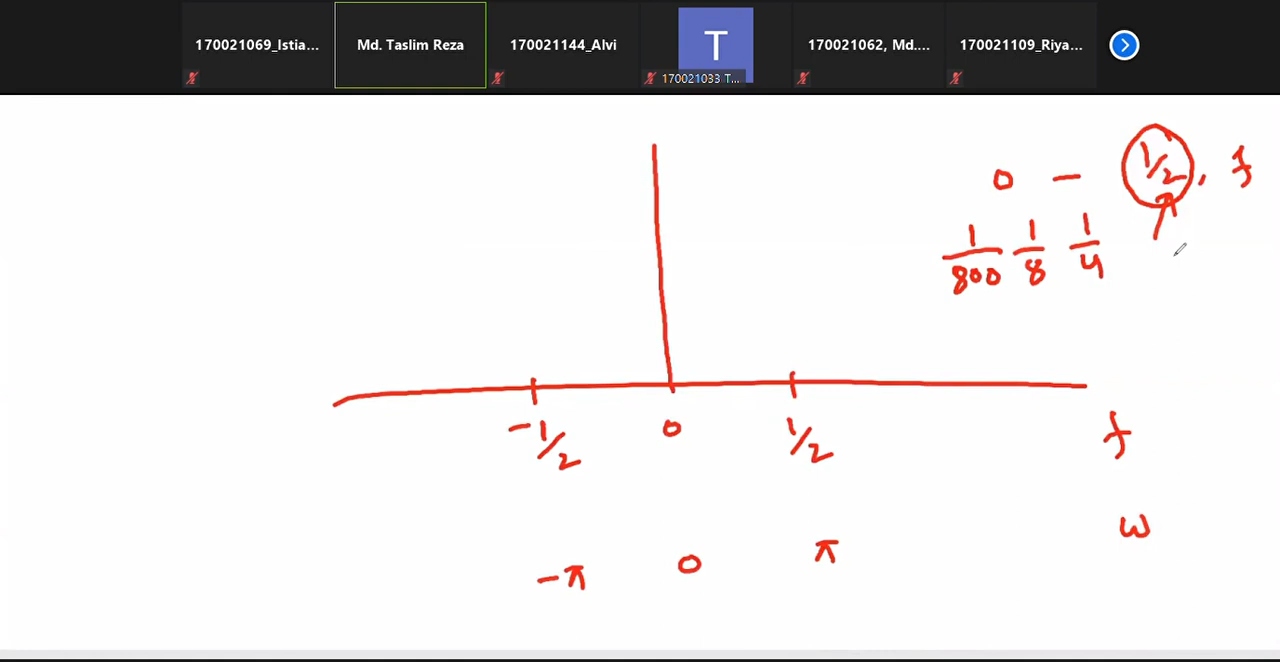 170021069_Istia... Md. Taslim Reza 170021144_Alvi T 170021062, Md.... 170021109_Riya...
170021033 T...
0 - 1/2, f
1/800 1/8 1/4
-1/2 0 1/2 f
-π 0 π ω